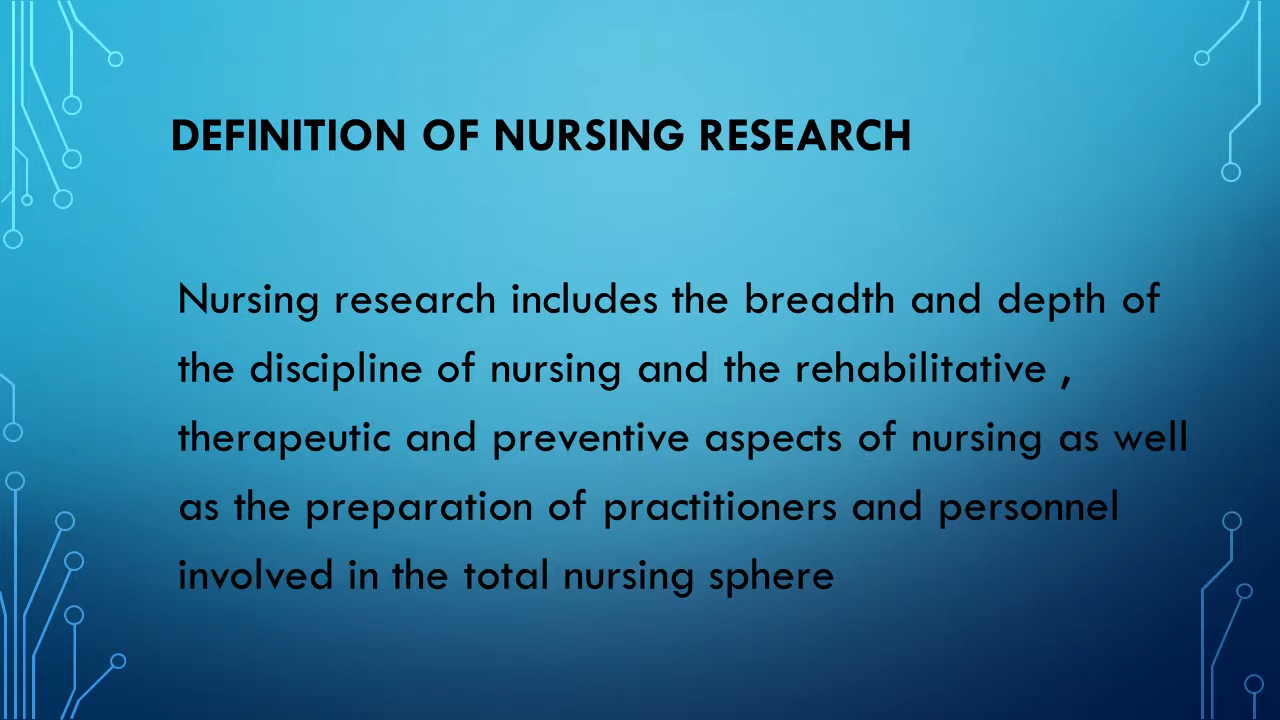 DEFINITION OF NURSING RESEARCH
Nursing research includes the breadth and depth of
the discipline of nursing and the rehabilitative ,
therapeutic and preventive aspects of nursing as well
as the preparation of practitioners and personnel
involved in the total nursing sphere